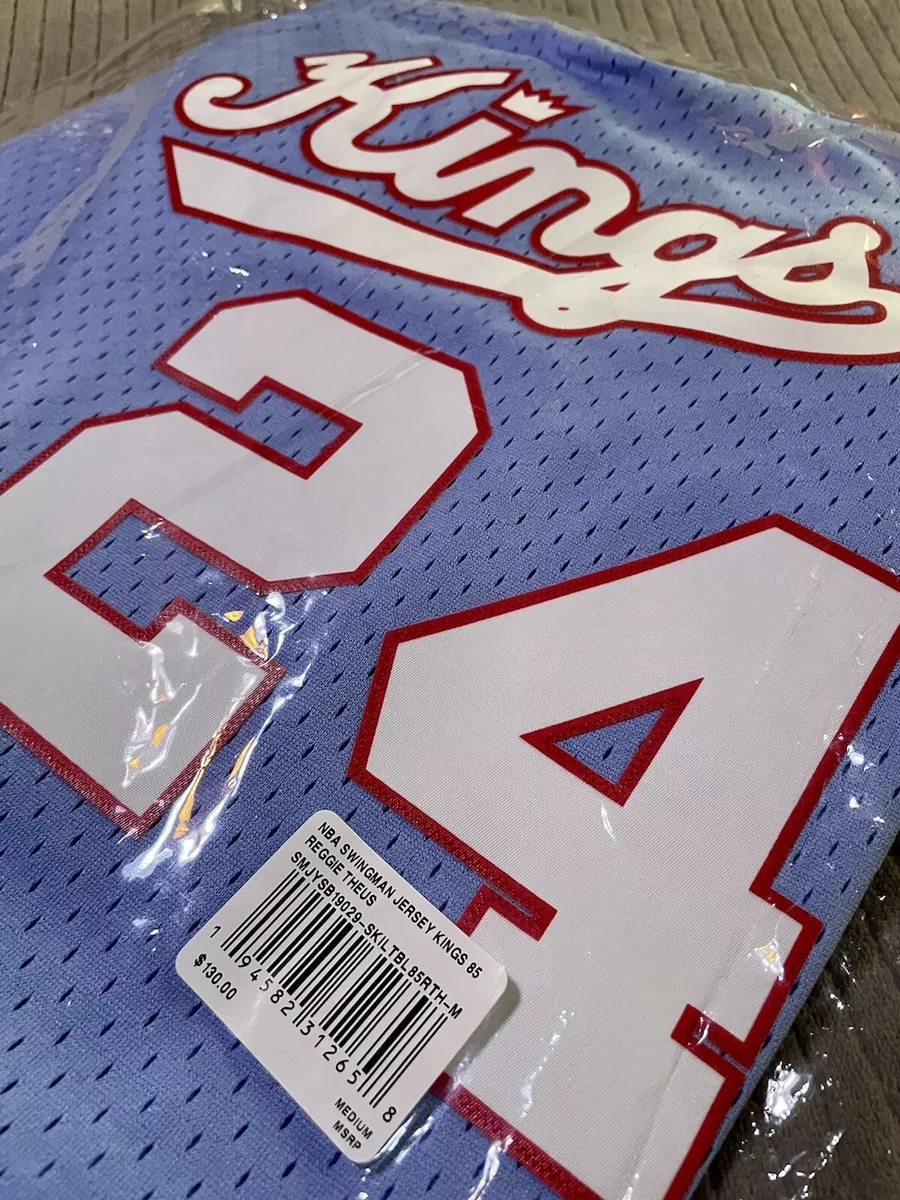 Kings
24
NBA SWINGMAN JERSEY KINGS 85
REGGIE THEUS
SMJYSB19029-SKILTBL85RTH-M
1 94582 31265 8
$130.00
MEDIUM
MSRP